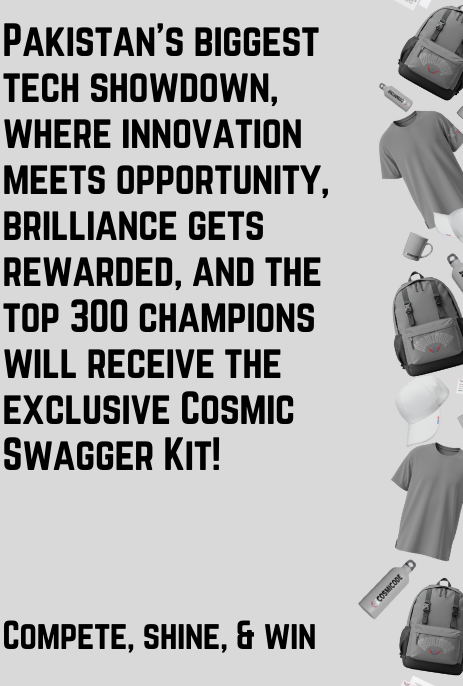 Pakistan's biggest
tech showdown,
where innovation
meets opportunity,
brilliance gets
rewarded, and the
top 300 champions
will receive the
exclusive Cosmic
Swagger Kit!
COSMICODE
Compete, shine, & win